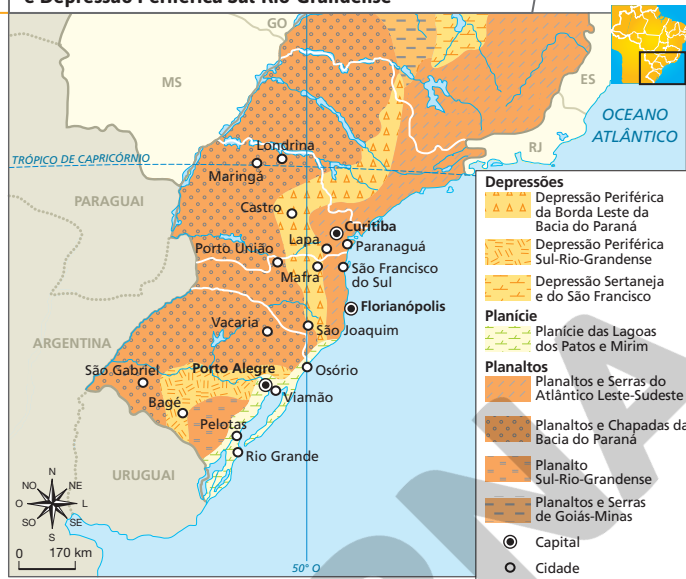 e Depressão Periférica Sul-Rio-Grandense
GO
MS
ES
OCEANO
ATLÂNTICO
RJ
TRÓPICO DE CAPRICÓRNIO
Londrina
Maringá
PARAGUAI
Castro
Curitiba
Lapa
Paranaguá
Porto União
Mafra
São Francisco
do Sul
Florianópolis
Vacaria
São Joaquim
ARGENTINA
São Gabriel
Porto Alegre
Osório
Viamão
Bagé
Pelotas
Rio Grande
URUGUAI
N
NO
NE
O
L
SO
SE
S
0 170 km
50° O
Depressões
Depressão Periférica
da Borda Leste da
Bacia do Paraná
Depressão Periférica
Sul-Rio-Grandense
Depressão Sertaneja
e do São Francisco
Planície
Planície das Lagoas
dos Patos e Mirim
Planaltos
Planaltos e Serras do
Atlântico Leste-Sudeste
Planaltos e Chapadas da
Bacia do Paraná
Planalto
Sul-Rio-Grandense
Planaltos e Serras
de Goiás-Minas
Capital
Cidade